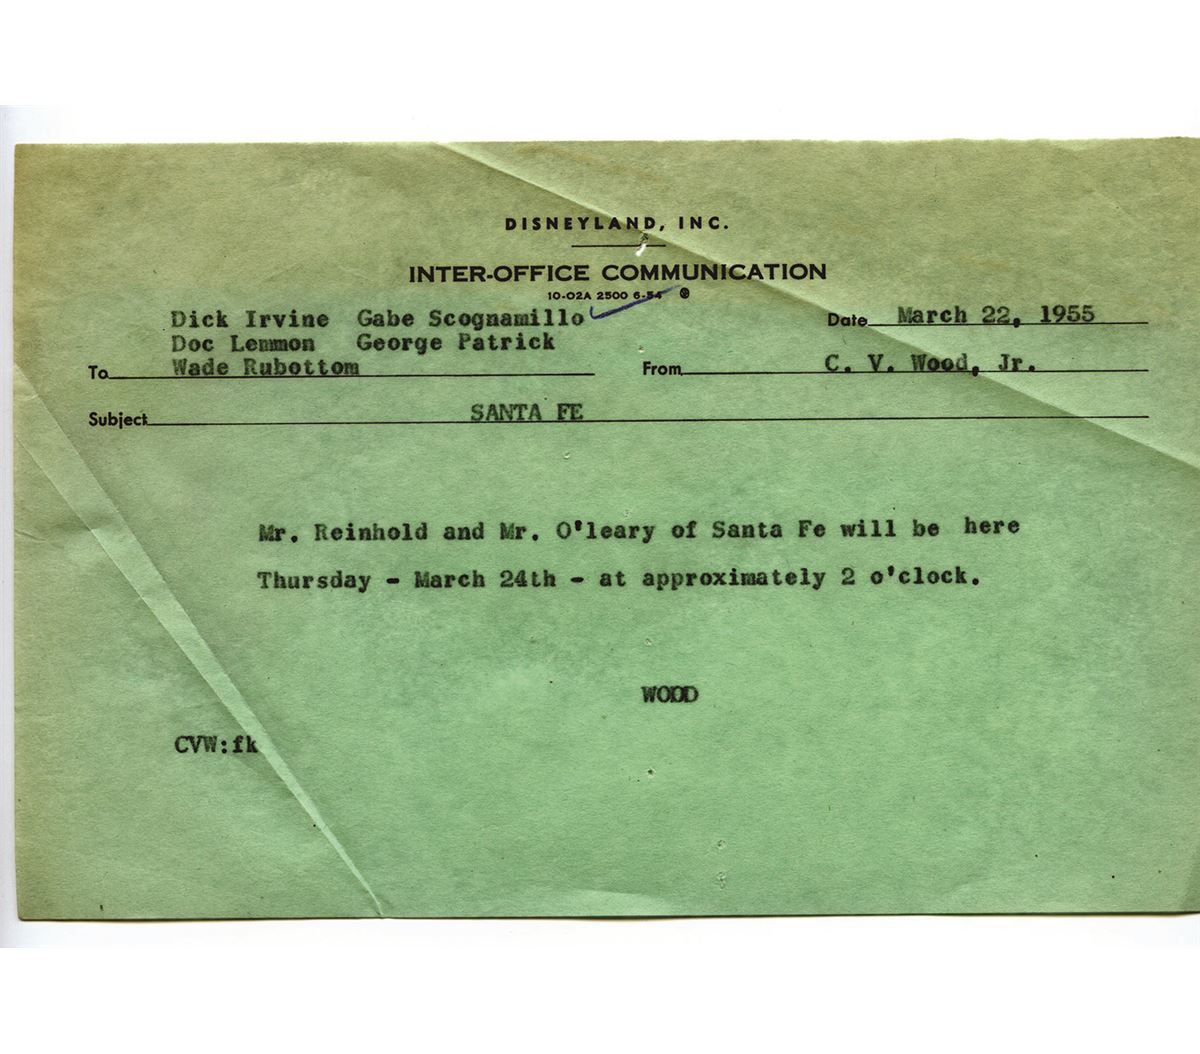 DISNEYLAND, INC.
INTER-OFFICE COMMUNICATION
10-02A 2500 6-54
Dick Irvine Gabe Scognamillo
Doc Lemmon George Patrick
To Wade Rubottom
Date March 22, 1955
From C. V. Wood, Jr.
Subject SANTA FE
Mr. Reinhold and Mr. O'leary of Santa Fe will be here
Thursday - March 24th - at approximately 2 o'clock.
WOOD
CVW:fk